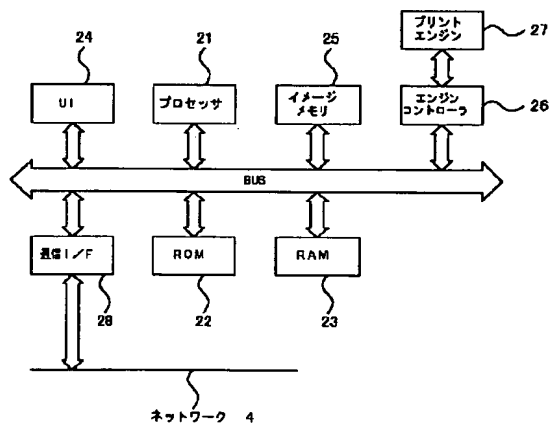 プリント
エンジン
27
24
21
25
UI
プロセッサ
イメージ
メモリ
エンジン
コントローラ
26
BUS
通信I/F
ROM
RAM
28
22
23
ネットワーク 4